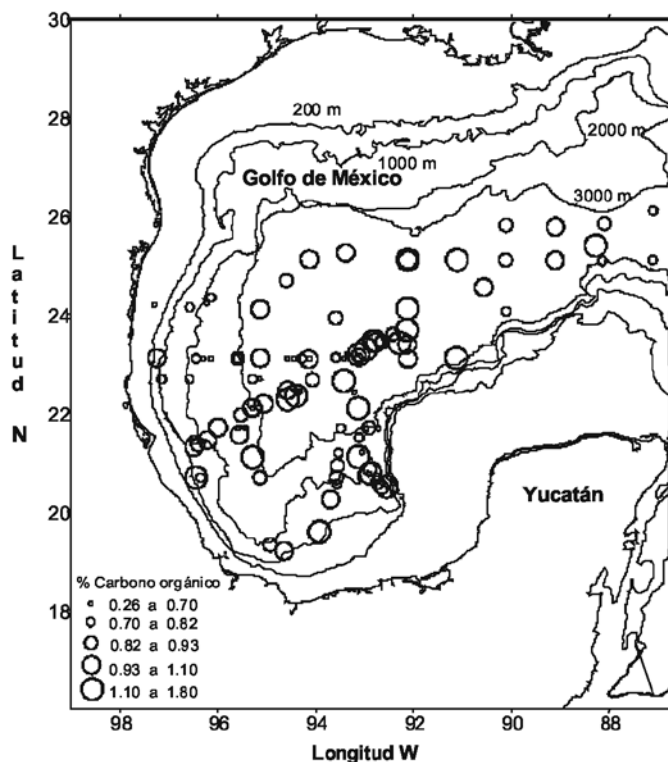 30
28
26
24
22
20
18
Latitud N
200 m
1000 m
2000 m
3000 m
Golfo de México
Yucatán
% Carbono orgánico
0.26 a 0.70
0.70 a 0.82
0.82 a 0.93
0.93 a 1.10
1.10 a 1.80
98 96 94 92 90 88
Longitud W